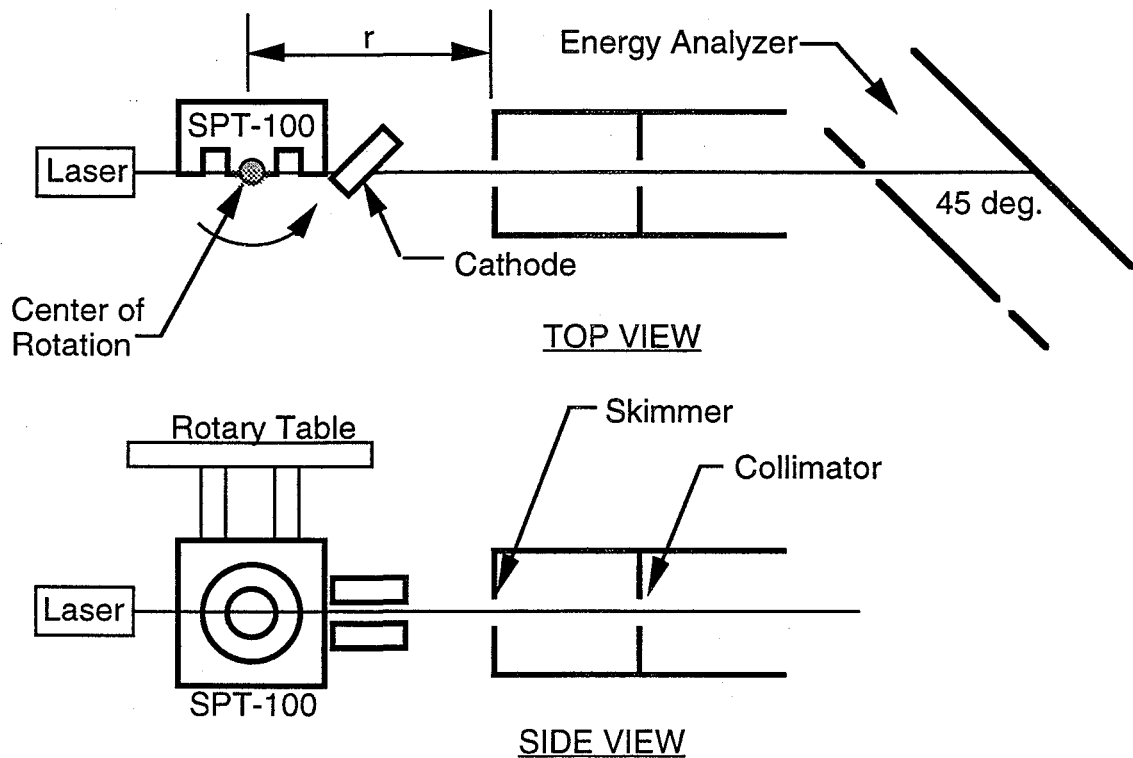 r
Energy Analyzer
SPT-100
Laser
45 deg.
Cathode
Center of
Rotation
TOP VIEW
Rotary Table
Skimmer
Collimator
Laser
SPT-100
SIDE VIEW